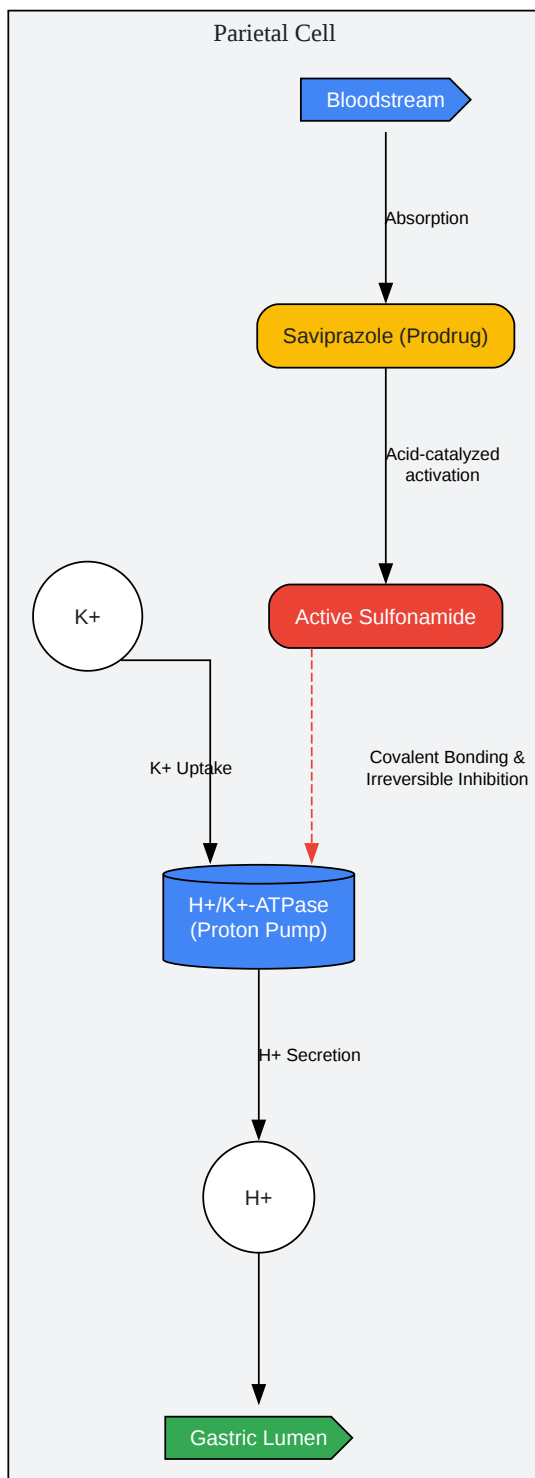 Parietal Cell
Bloodstream
Absorption
Saviprazole (Prodrug)
Acid-catalyzed
activation
K+
Active Sulfonamide
K+ Uptake
Covalent Bonding &
Irreversible Inhibition
H+/K+-ATPase
(Proton Pump)
H+ Secretion
H+
Gastric Lumen